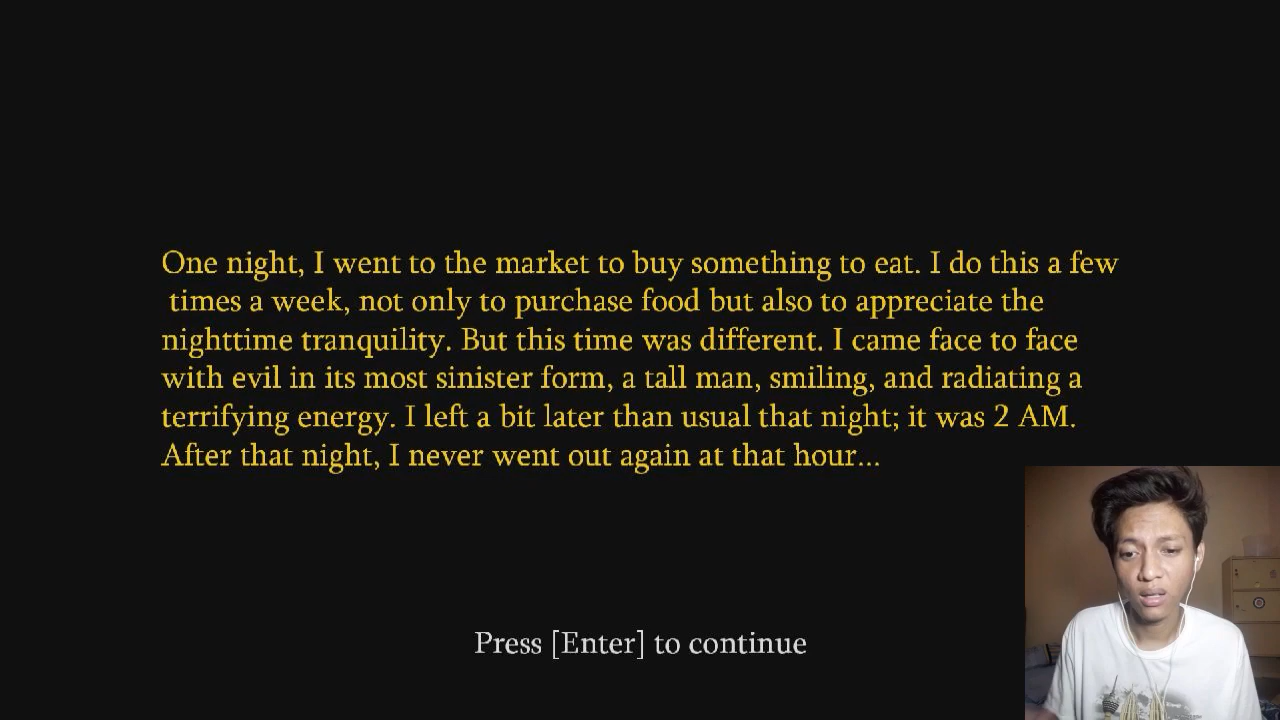 One night, I went to the market to buy something to eat. I do this a few
times a week, not only to purchase food but also to appreciate the
nighttime tranquility. But this time was different. I came face to face
with evil in its most sinister form, a tall man, smiling, and radiating a
terrifying energy. I left a bit later than usual that night; it was 2 AM.
After that night, I never went out again at that hour...
Press [Enter] to continue